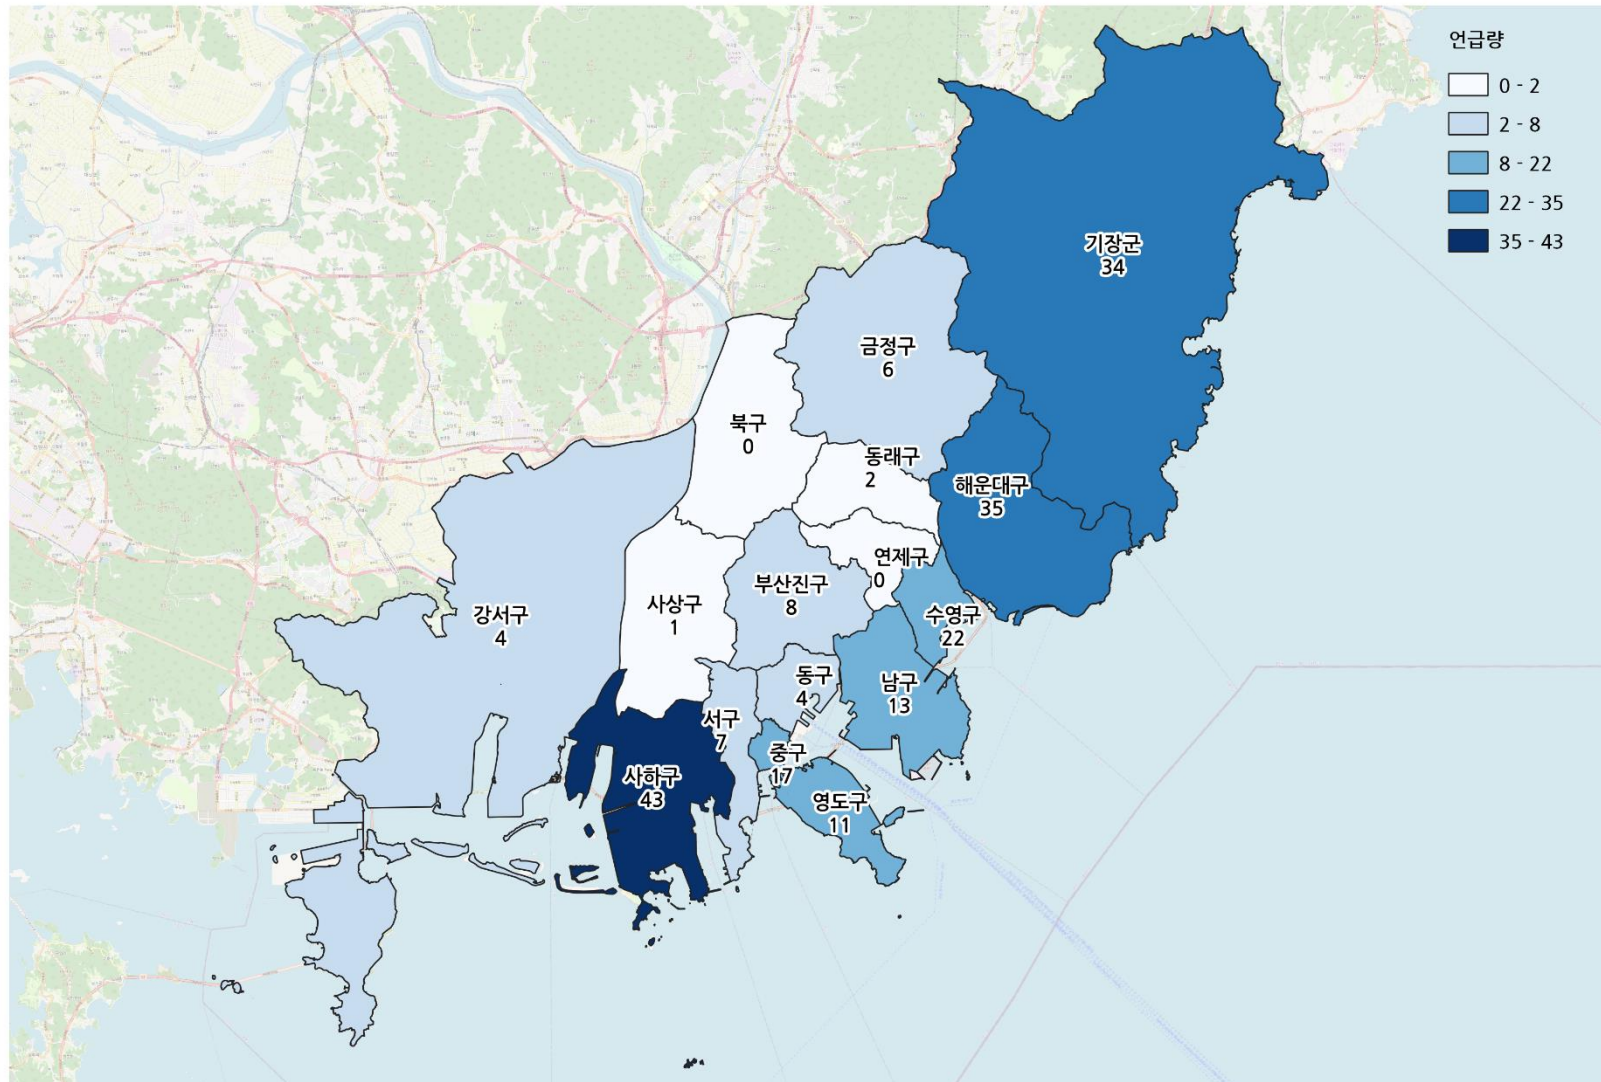 언급량
0 - 2
2 - 8
8 - 22
22 - 35
35 - 43
기장군
34
금정구
6
북구
0
동래구
2
해운대구
35
연제구
0
부산진구
8
사상구
1
강서구
4
수영구
22
동구
4
남구
13
서구
7
중구
17
사하구
43
영도구
11